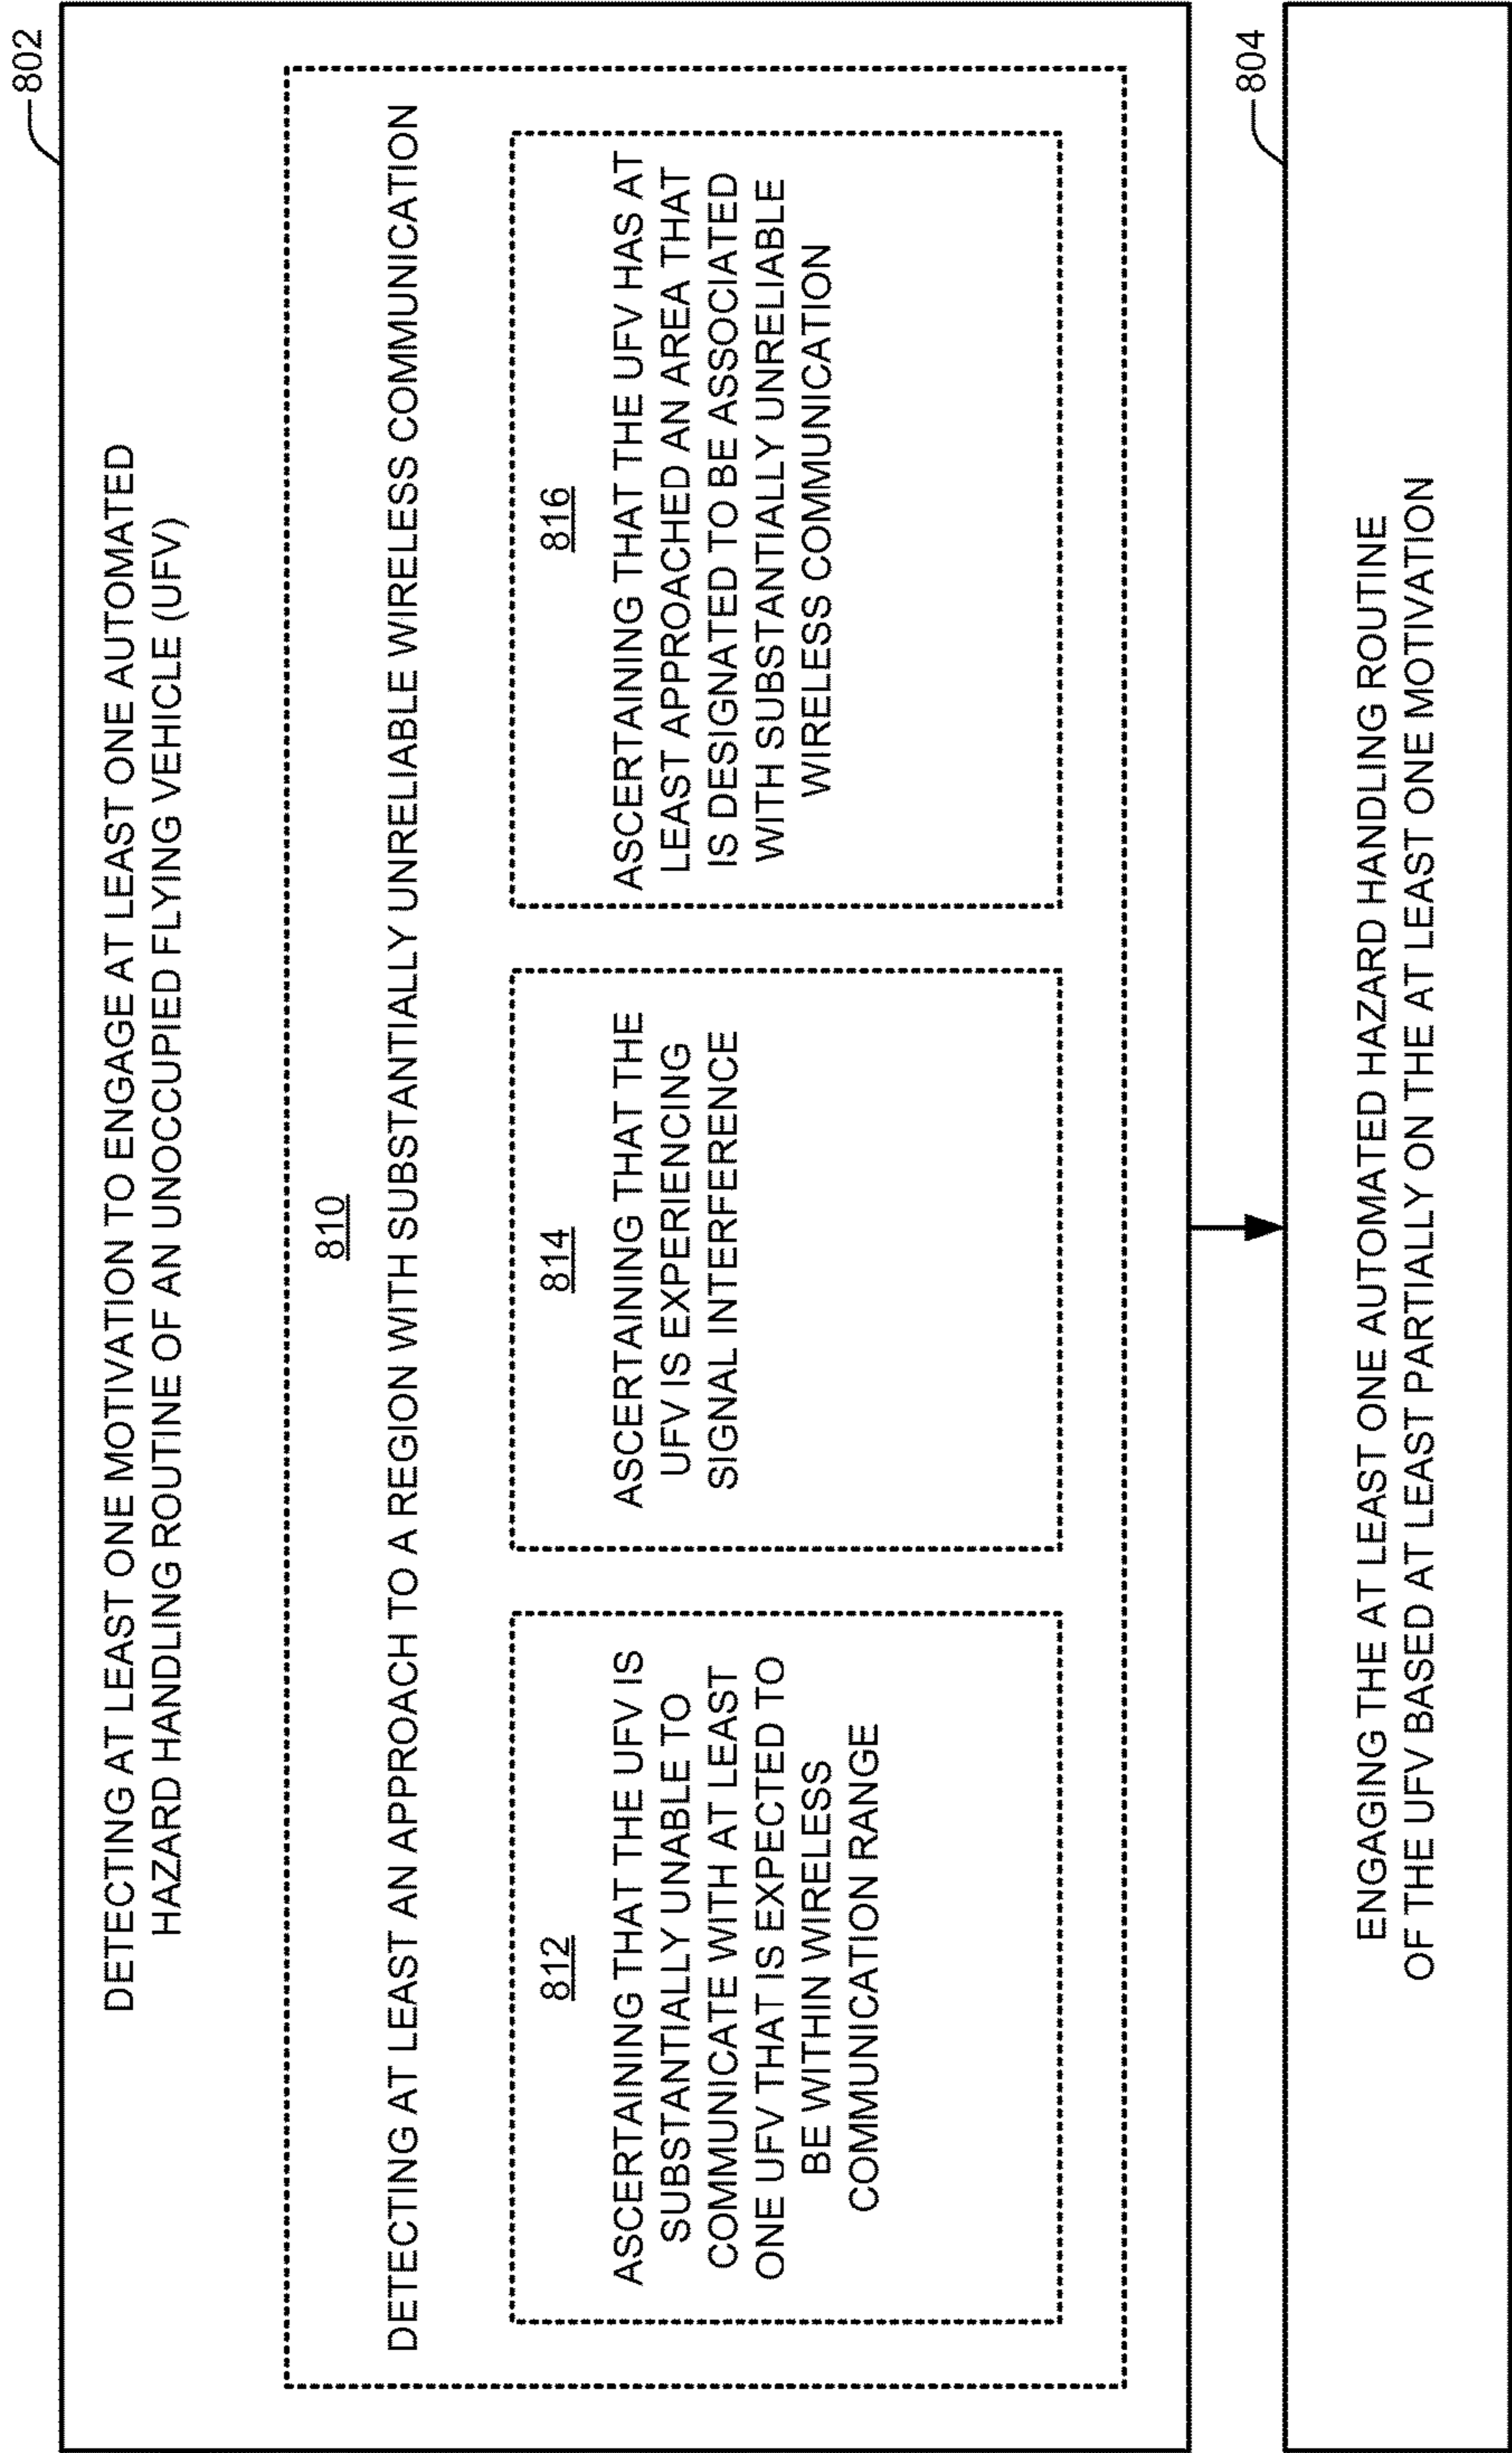 802
DETECTING AT LEAST ONE MOTIVATION TO ENGAGE AT LEAST ONE AUTOMATED
HAZARD HANDLING ROUTINE OF AN UNOCCUPIED FLYING VEHICLE (UFV)
810
DETECTING AT LEAST AN APPROACH TO A REGION WITH SUBSTANTIALLY UNRELIABLE WIRELESS COMMUNICATION
812
ASCERTAINING THAT THE UFV IS
SUBSTANTIALLY UNABLE TO
COMMUNICATE WITH AT LEAST
ONE UFV THAT IS EXPECTED TO
BE WITHIN WIRELESS
COMMUNICATION RANGE
814
ASCERTAINING THAT THE
UFV IS EXPERIENCING
SIGNAL INTERFERENCE
816
ASCERTAINING THAT THE UFV HAS AT
LEAST APPROACHED AN AREA THAT
IS DESIGNATED TO BE ASSOCIATED
WITH SUBSTANTIALLY UNRELIABLE
WIRELESS COMMUNICATION
804
ENGAGING THE AT LEAST ONE AUTOMATED HAZARD HANDLING ROUTINE
OF THE UFV BASED AT LEAST PARTIALLY ON THE AT LEAST ONE MOTIVATION